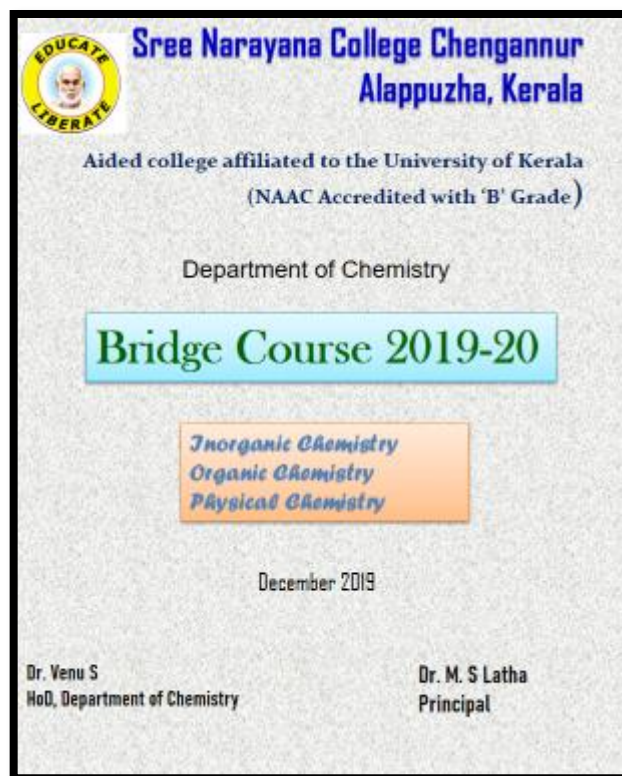 EDUCATE
LIBERATE
Sree Narayana College Chengannur
Alappuzha, Kerala
Aided college affiliated to the University of Kerala
(NAAC Accredited with ‘B’ Grade)
Department of Chemistry
Bridge Course 2019-20
Inorganic Chemistry
Organic Chemistry
Physical Chemistry
December 2019
Dr. Venu S
HoD, Department of Chemistry
Dr. M. S Latha
Principal